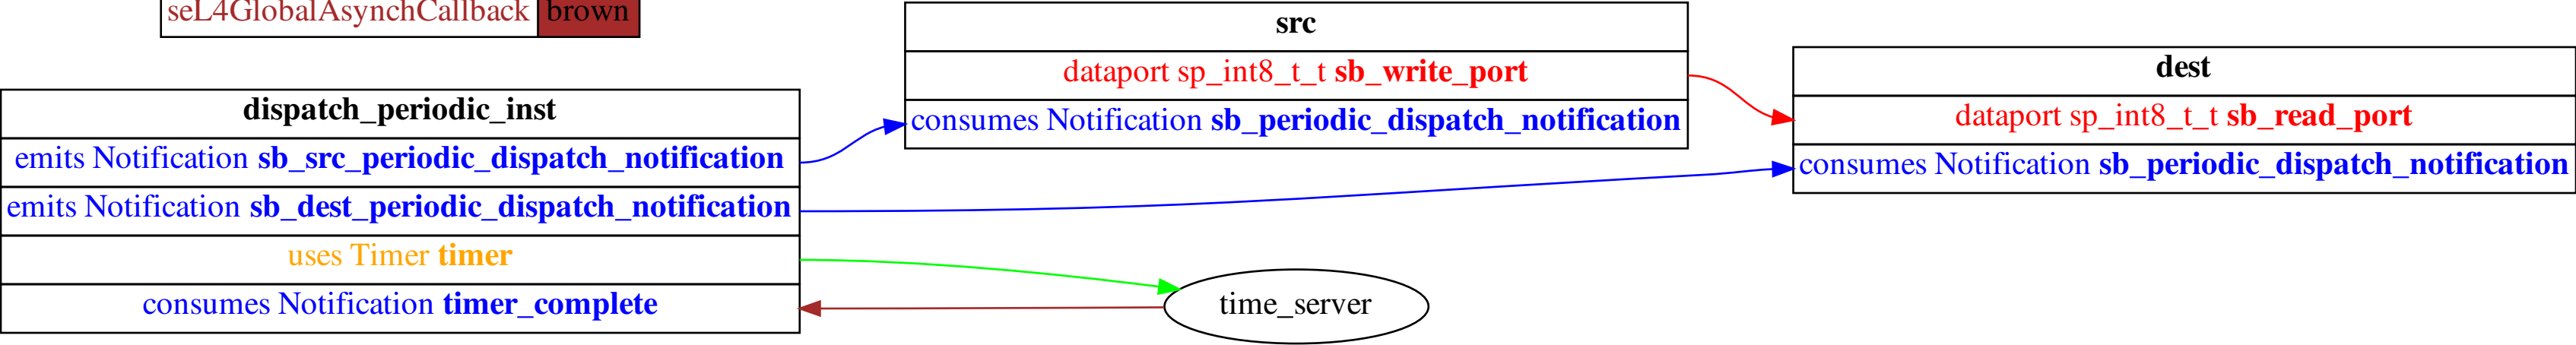 seL4GlobalAsynchCallback brown
dispatch_periodic_inst
emits Notification sb_src_periodic_dispatch_notification
emits Notification sb_dest_periodic_dispatch_notification
uses Timer timer
consumes Notification timer_complete
src
dataport sp_int8_t_t sb_write_port
consumes Notification sb_periodic_dispatch_notification
time_server
dest
dataport sp_int8_t_t sb_read_port
consumes Notification sb_periodic_dispatch_notification